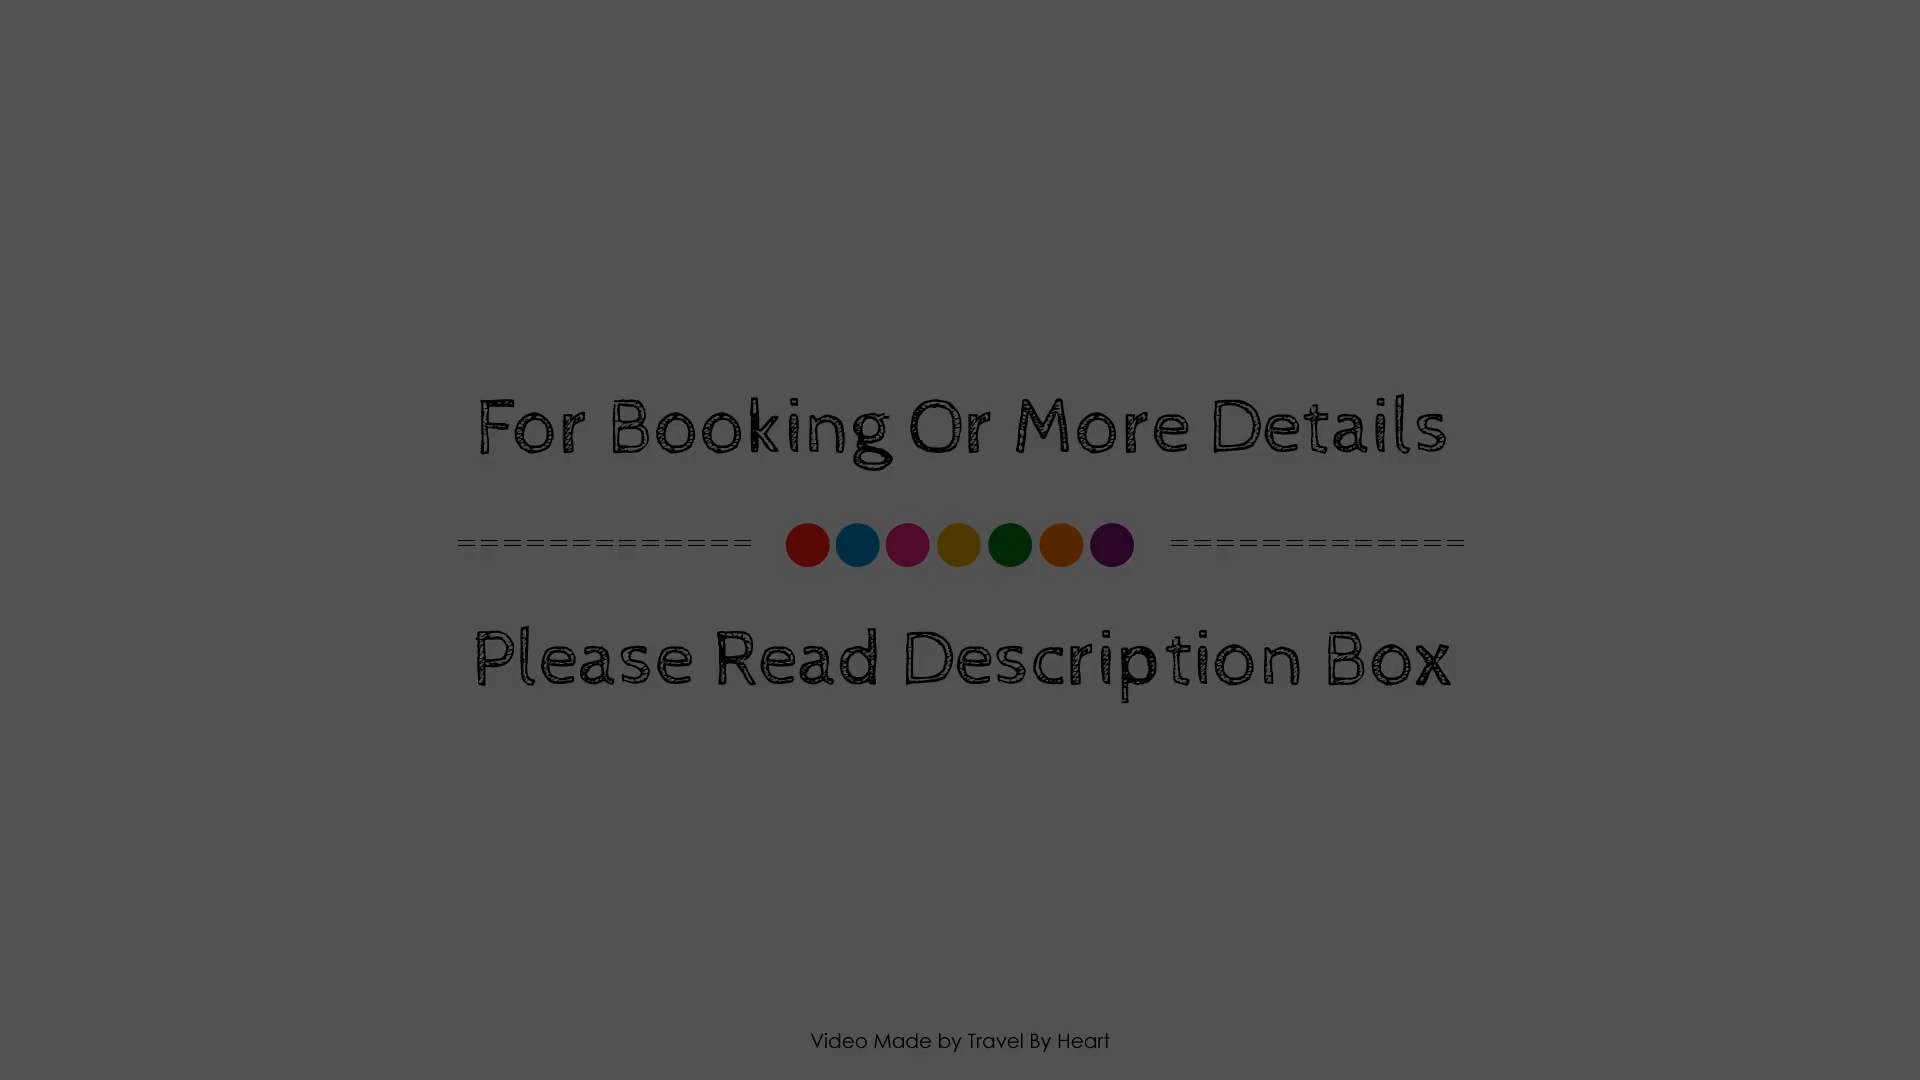 For Booking Or More Details
============= =============
Please Read Description Box
Video Made by Travel By Heart